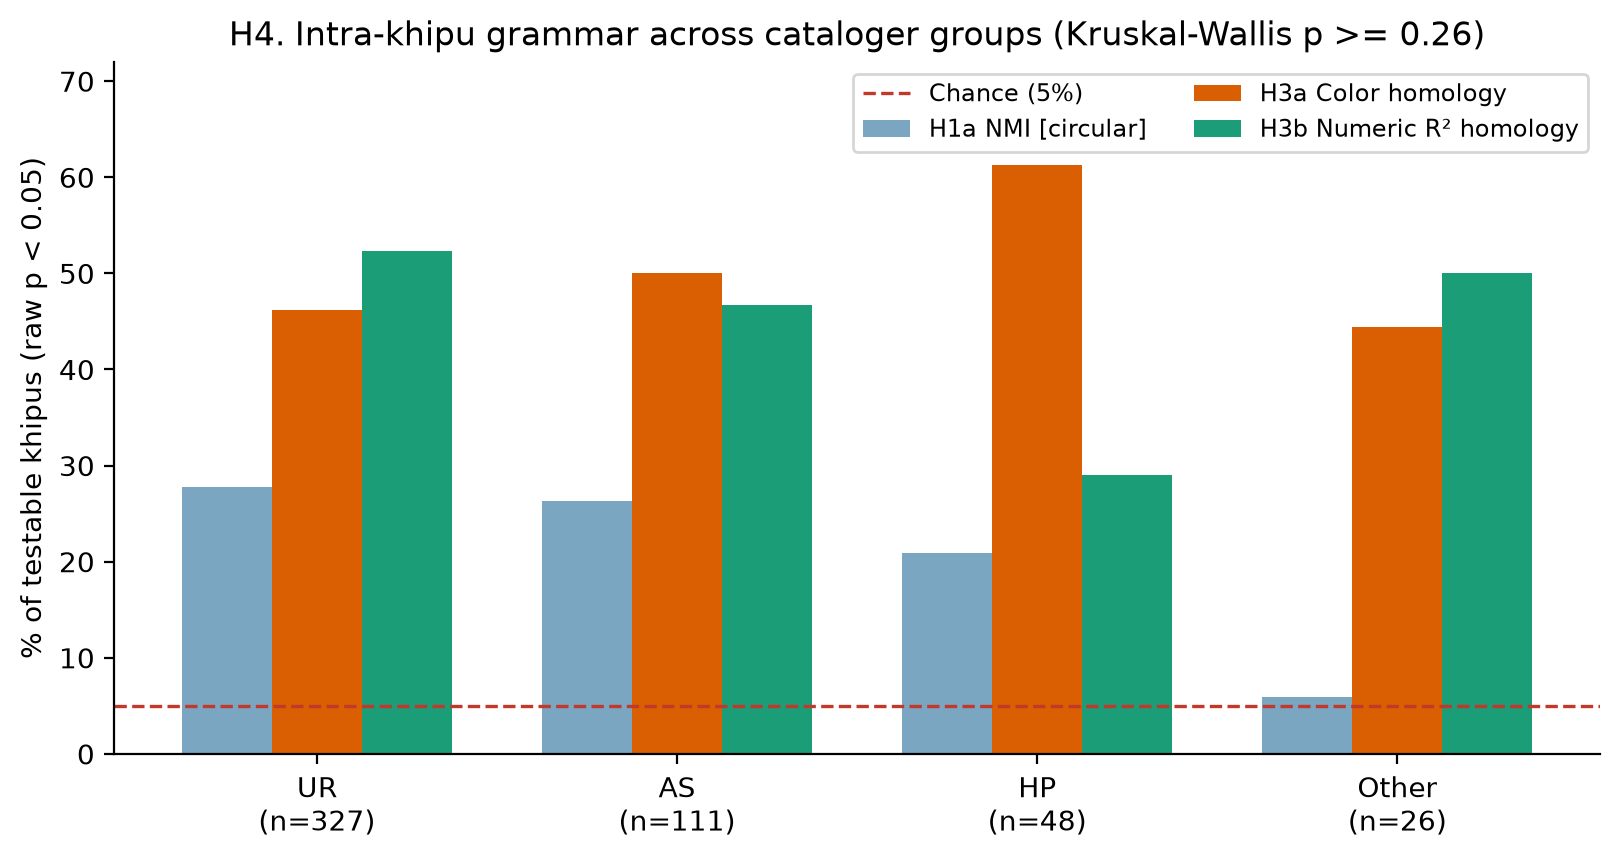 H4. Intra-khipu grammar across cataloger groups (Kruskal-Wallis p >= 0.26)
% of testable khipus (raw p < 0.05)
70
60
50
40
30
20
10
0
Chance (5%)
H1a NMI [circular]
H3a Color homology
H3b Numeric R² homology
UR
(n=327)
AS
(n=111)
HP
(n=48)
Other
(n=26)